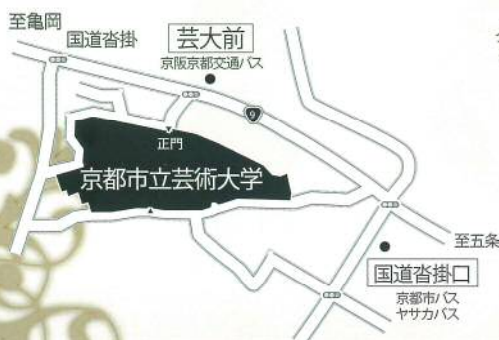 至亀岡
国道沓掛
芸大前
京阪京都交通バス
9
正門
京都市立芸術大学
至五条
国道沓掛口
京都市バス
ヤサカバス